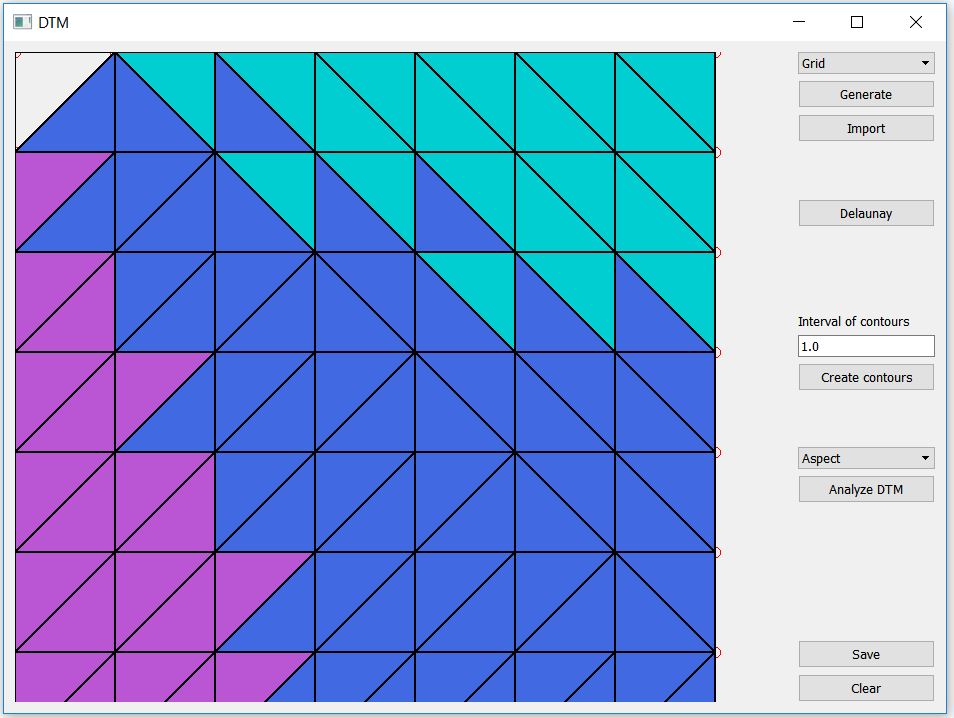 DTM
Grid
Generate
Import
Delaunay
Interval of contours
1.0
Create contours
Aspect
Analyze DTM
Save
Clear